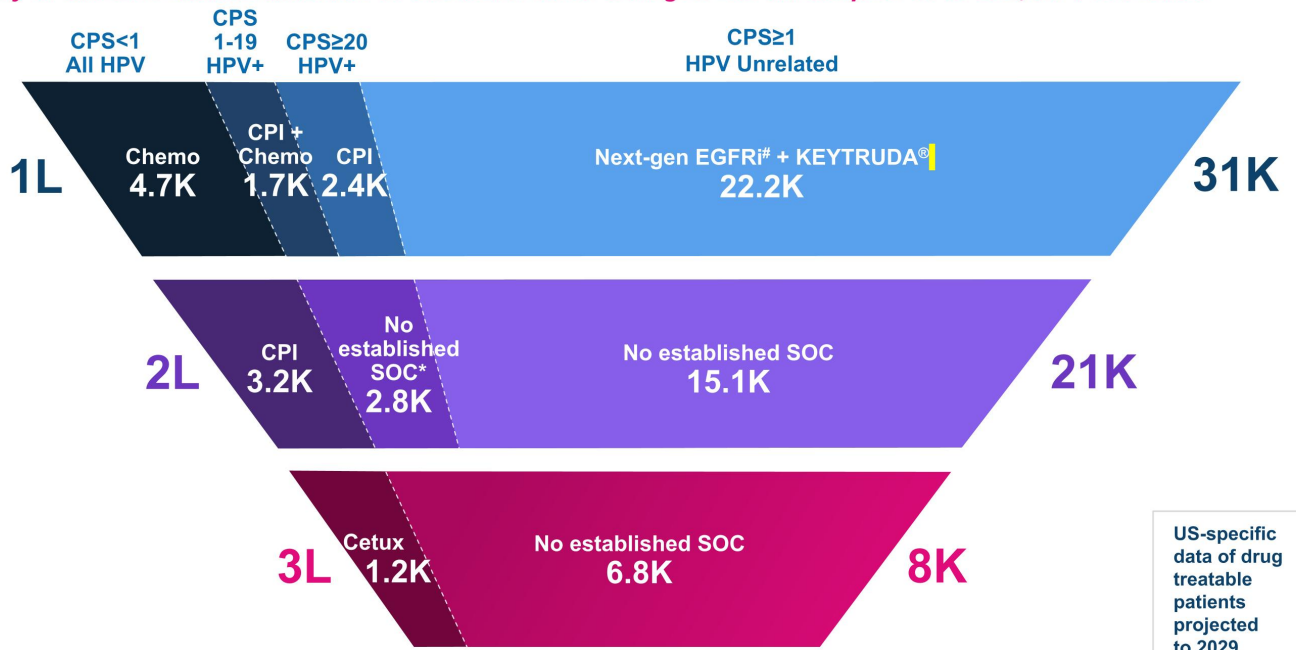 CPS<1
All HPV
CPS
1-19
HPV+
CPS≥20
HPV+
CPS≥1
HPV Unrelated
1L
Chemo
4.7K
CPI +
Chemo
1.7K
CPI
2.4K
Next-gen EGFRi# + KEYTRUDA®
22.2K
31K
2L
CPI
3.2K
No
established
SOC*
2.8K
No established SOC
15.1K
21K
3L
Cetux
1.2K
No established SOC
6.8K
8K
US-specific
data of drug
treatable
patients
projected
to 2029